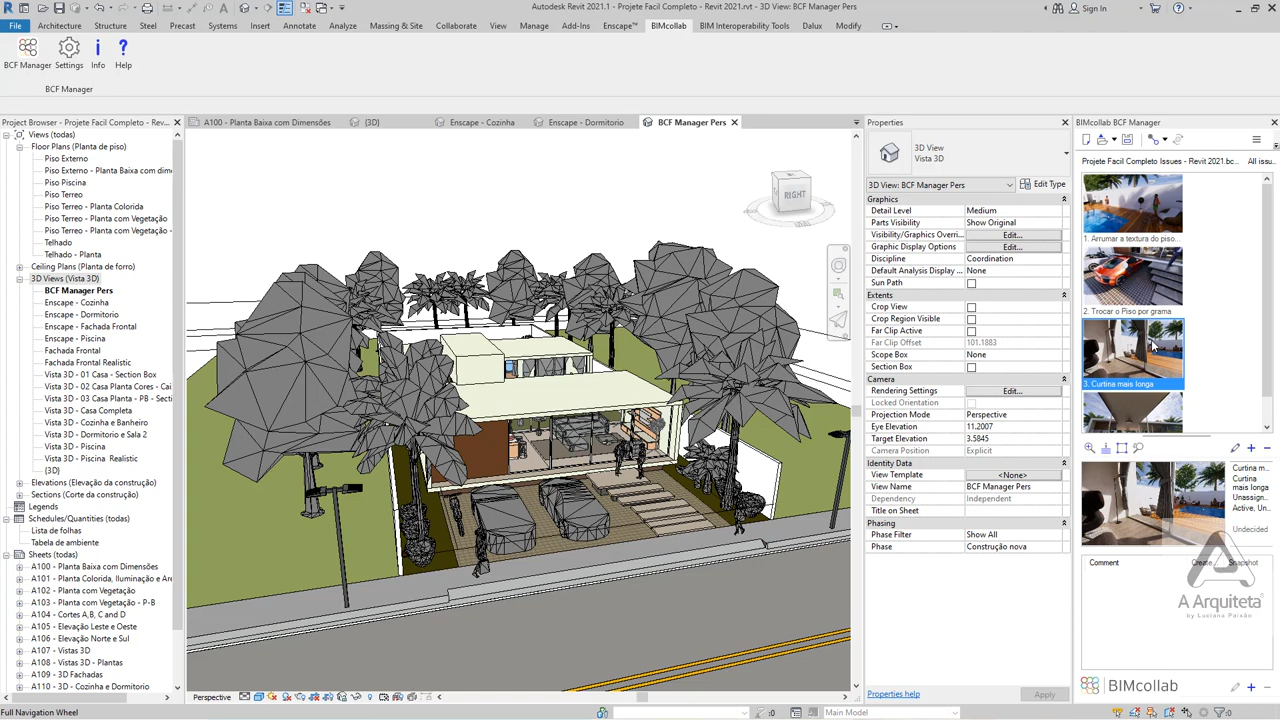 Autodesk Revit 2021.1 - Projete Facil Completo - Revit 2021.rvt - 3D View: BCF Manager Pers
Sign In
File Architecture Structure Steel Precast Systems Insert Annotate Analyze Massing & Site Collaborate View Manage Add-Ins Enscape™ BIMcollab BIM Interoperability Tools Dalux Modify
BCF Manager Settings Info Help
BCF Manager
Project Browser - Projete Facil Completo - Rev...
Views (todas)
Floor Plans (Planta de piso)
Piso Externo
Piso Externo - Planta Baixa com dim
Piso Piscina
Piso Terreo
Piso Terreo - Planta Colorida
Piso Terreo - Planta com Vegetação
Piso Terreo - Planta com Vegetação -
Telhado
Telhado - Planta
Ceiling Plans (Planta de forro)
3D Views (Vista 3D)
BCF Manager Pers
Enscape - Cozinha
Enscape - Dormitorio
Enscape - Fachada Frontal
Enscape - Piscina
Fachada Frontal
Fachada Frontal Realistic
Vista 3D - 01 Casa - Section Box
Vista 3D - 02 Casa Planta Cores - Cai
Vista 3D - 03 Casa Planta - PB - Section
Vista 3D - Casa Completa
Vista 3D - Cozinha e Banheiro
Vista 3D - Dormitorio e Sala 2
Vista 3D - Piscina
Vista 3D - Piscina Realistic
{3D}
Elevations (Elevação da construção)
Sections (Corte da construção)
Legends
Schedules/Quantities (todas)
Lista de folhas
Tabela de ambiente
Sheets (todas)
A100 - Planta Baixa com Dimensões
A101 - Planta Colorida, Iluminação e Are
A102 - Planta com Vegetação
A103 - Planta com Vegetação - P-B
A104 - Cortes A,B, C and D
A105 - Elevação Leste e Oeste
A106 - Elevação Norte e Sul
A107 - Vistas 3D
A108 - Vistas 3D - Plantas
A109 - 3D Fachadas
A110 - 3D - Cozinha e Dormitorio
A100 - Planta Baixa com Dimensões {3D} Enscape - Cozinha Enscape - Dormitorio BCF Manager Pers
RIGHT
Perspective
Properties
3D View
Vista 3D
3D View: BCF Manager Pers Edit Type
Graphics
Detail Level Medium
Parts Visibility Show Original
Visibility/Graphics Overri... Edit...
Graphic Display Options Edit...
Discipline Coordination
Default Analysis Display ... None
Sun Path
Extents
Crop View
Crop Region Visible
Far Clip Active
Far Clip Offset 101.1883
Scope Box None
Section Box
Camera
Rendering Settings Edit...
Locked Orientation
Projection Mode Perspective
Eye Elevation 11.2007
Target Elevation 3.5845
Camera Position Explicit
Identity Data
View Template <None>
View Name BCF Manager Pers
Dependency Independent
Title on Sheet
Phasing
Phase Filter Show All
Phase Construção nova
Properties help Apply
BIMcollab BCF Manager
Projete Facil Completo Issues - Revit 2021.bc... All issu...
1. Arrumar a textura do piso...
2. Trocar o Piso por grama
3. Curtina mais longa
Curtina m
Curtina
mais longa
Unassign
Active, Un
Undecided
Comment Create Snapshot
A Arquiteta
by Luciana Paixão
BIMcollab
:0 Main Model :0